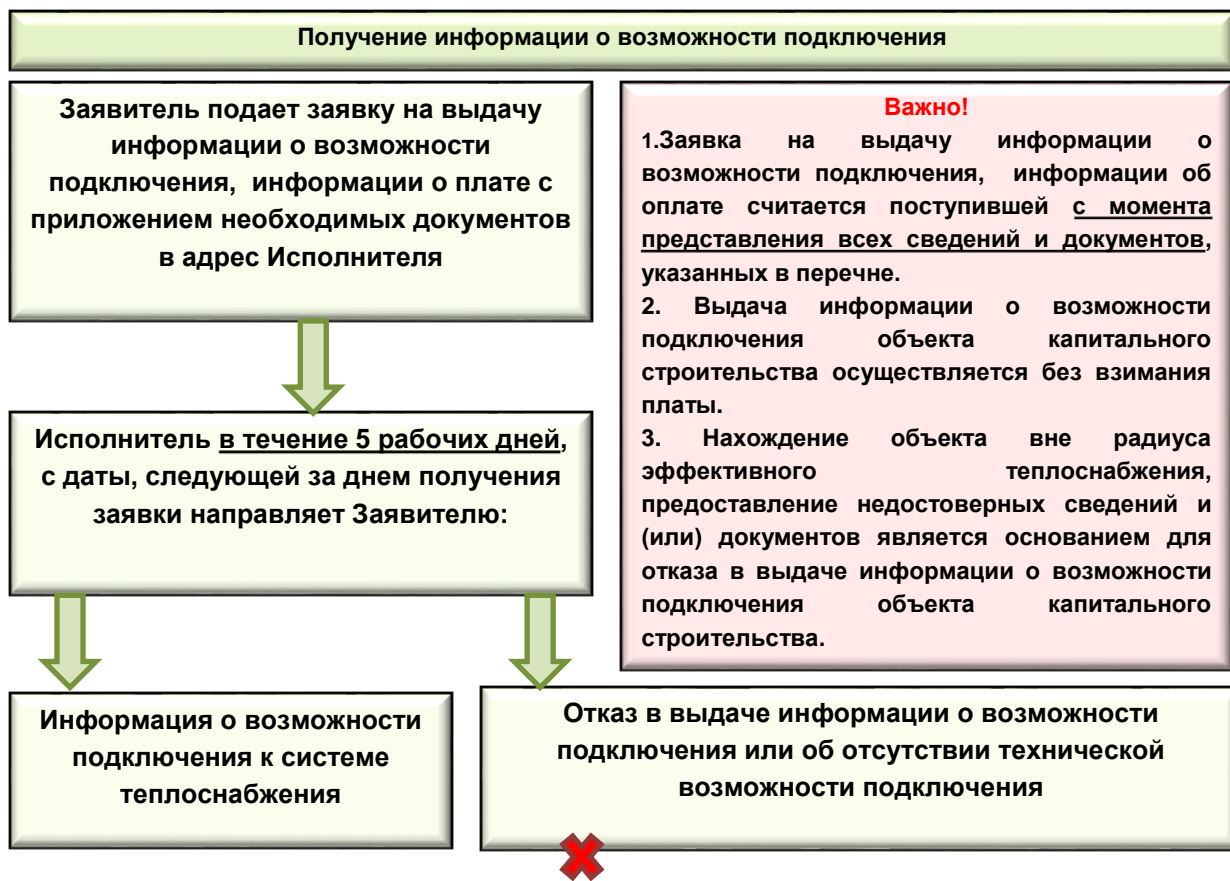 Получение информации о возможности подключения
Заявитель подает заявку на выдачу
информации о возможности
подключения, информации о плате с
приложением необходимых документов
в адрес Исполнителя
Важно!
1.Заявка на выдачу информации о
возможности подключения, информации об
оплате считается поступившей с момента
представления всех сведений и документов,
указанных в перечне.
2. Выдача информации о возможности
подключения объекта капитального
строительства осуществляется без взимания
платы.
3. Нахождение объекта вне радиуса
эффективного теплоснабжения,
предоставление недостоверных сведений и
(или) документов является основанием для
отказа в выдаче информации о возможности
подключения объекта капитального
строительства.
Исполнитель в течение 5 рабочих дней,
с даты, следующей за днем получения
заявки направляет Заявителю:
Информация о возможности
подключения к системе
теплоснабжения
Отказ в выдаче информации о возможности
подключения или об отсутствии технической
возможности подключения